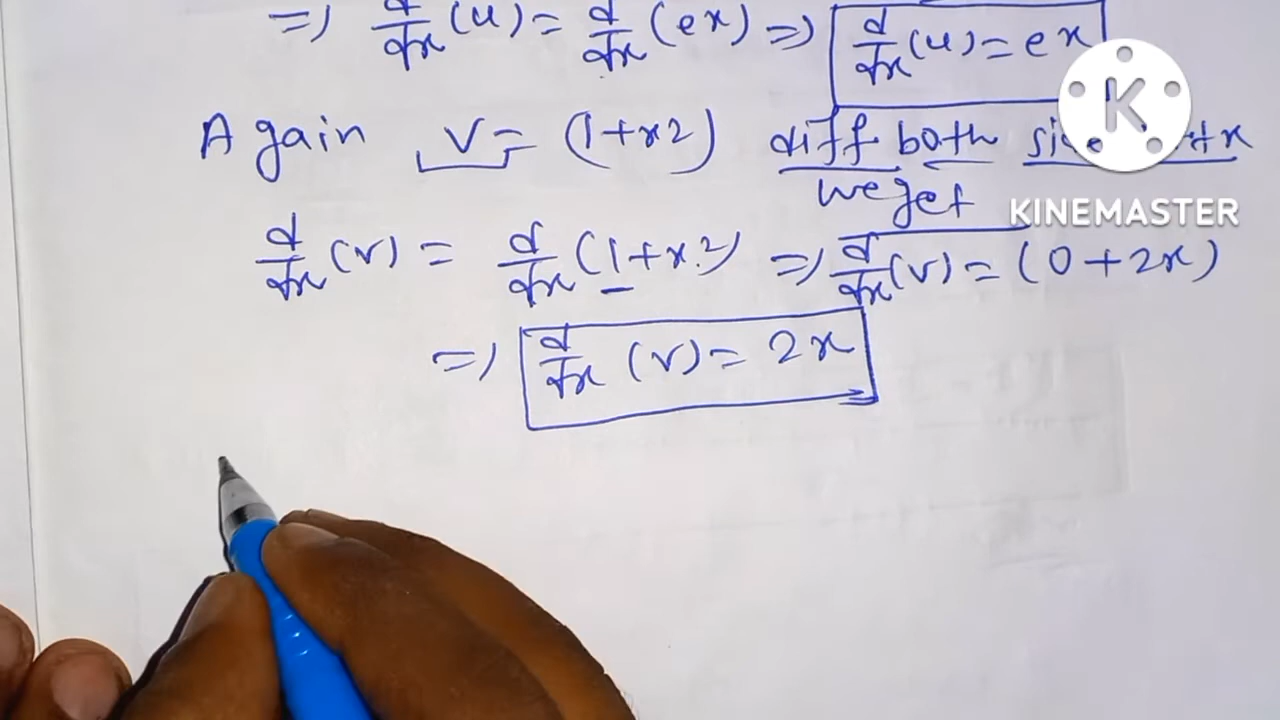 => d/dx (u) = d/dx (ex) => d/dx (u) = ex
Again v = (1+x2) diff both
we get
d/dx (v) = d/dx (1+x2) => d/dx (v) = (0+2x)
=> d/dx (v) = 2x
K
KINEMASTER